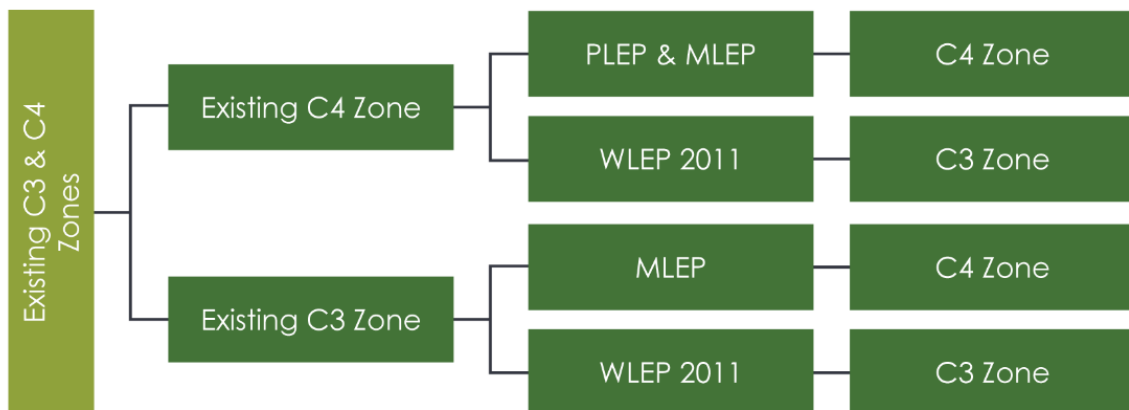 Existing C3 & C4
Zones
Existing C4 Zone
PLEP & MLEP
C4 Zone
WLEP 2011
C3 Zone
Existing C3 Zone
MLEP
C4 Zone
WLEP 2011
C3 Zone